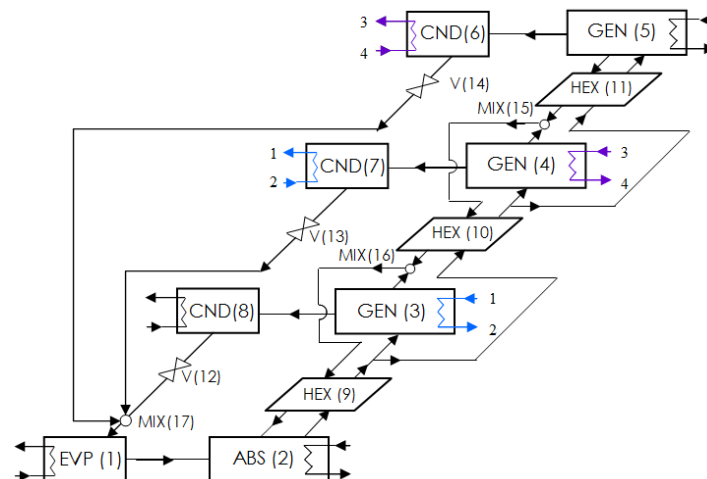 3
CND(6)
GEN (5)
4
V(14)
HEX (11)
MIX(15)
1
CND(7)
GEN (4)
3
2
4
V(13)
HEX (10)
MIX(16)
CND(8)
GEN (3)
1
2
V(12)
HEX (9)
MIX(17)
EVP (1)
ABS (2)